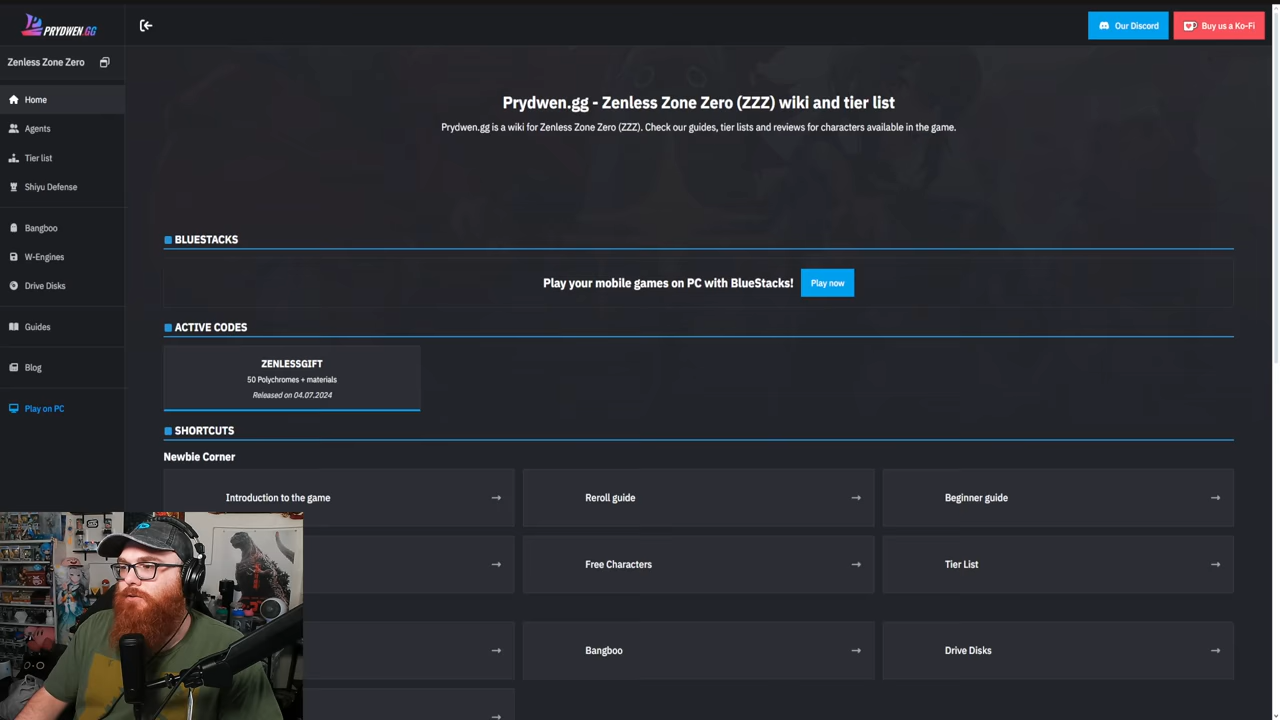 PRYDWEN.GG
Our Discord
Buy us a Ko-Fi
Zenless Zone Zero
Home
Agents
Tier list
Shiyu Defense
Bangboo
W-Engines
Drive Disks
Guides
Blog
Play on PC
Prydwen.gg - Zenless Zone Zero (ZZZ) wiki and tier list
Prydwen.gg is a wiki for Zenless Zone Zero (ZZZ). Check our guides, tier lists and reviews for characters available in the game.
BLUESTACKS
Play your mobile games on PC with BlueStacks!
Play now
ACTIVE CODES
ZENLESSGIFT
50 Polychromes + materials
Released on 04.07.2024
SHORTCUTS
Newbie Corner
Introduction to the game
Reroll guide
Beginner guide
Free Characters
Tier List
Bangboo
Drive Disks